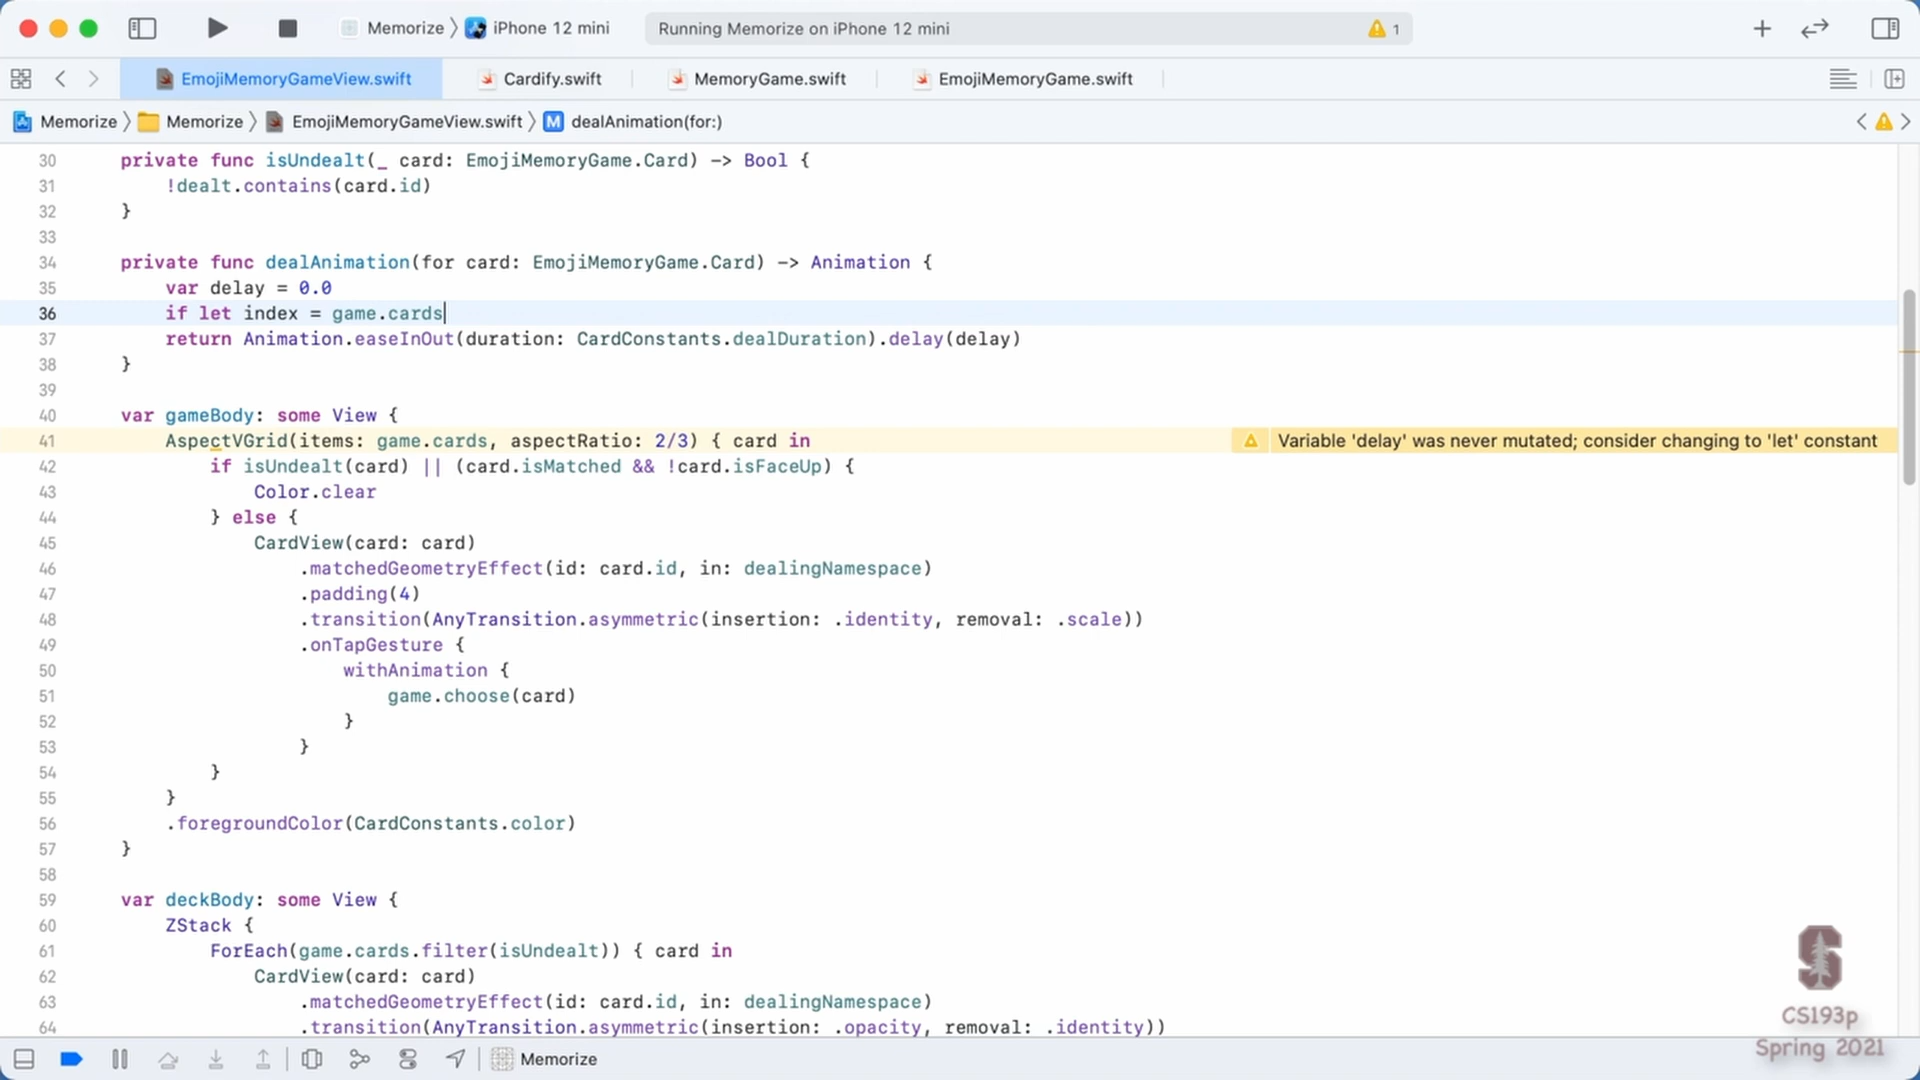 Memorize 〉 iPhone 12 mini
Running Memorize on iPhone 12 mini
1
EmojiMemoryGameView.swift
Cardify.swift
MemoryGame.swift
EmojiMemoryGame.swift
Memorize 〉 Memorize 〉 EmojiMemoryGameView.swift 〉 M dealAnimation(for:)
30 private func isUndealt(_ card: EmojiMemoryGame.Card) -> Bool {
31 !dealt.contains(card.id)
32 }
33
34 private func dealAnimation(for card: EmojiMemoryGame.Card) -> Animation {
35 var delay = 0.0
36 if let index = game.cards
37 return Animation.easeInOut(duration: CardConstants.dealDuration).delay(delay)
38 }
39
40 var gameBody: some View {
41 AspectVGrid(items: game.cards, aspectRatio: 2/3) { card in
Variable 'delay' was never mutated; consider changing to 'let' constant
42 if isUndealt(card) || (card.isMatched && !card.isFaceUp) {
43 Color.clear
44 } else {
45 CardView(card: card)
46 .matchedGeometryEffect(id: card.id, in: dealingNamespace)
47 .padding(4)
48 .transition(AnyTransition.asymmetric(insertion: .identity, removal: .scale))
49 .onTapGesture {
50 withAnimation {
51 game.choose(card)
52 }
53 }
54 }
55 }
56 .foregroundColor(CardConstants.color)
57 }
58
59 var deckBody: some View {
60 ZStack {
61 ForEach(game.cards.filter(isUndealt)) { card in
62 CardView(card: card)
63 .matchedGeometryEffect(id: card.id, in: dealingNamespace)
64 .transition(AnyTransition.asymmetric(insertion: .opacity, removal: .identity))
S
CS193p
Spring 2021
Memorize